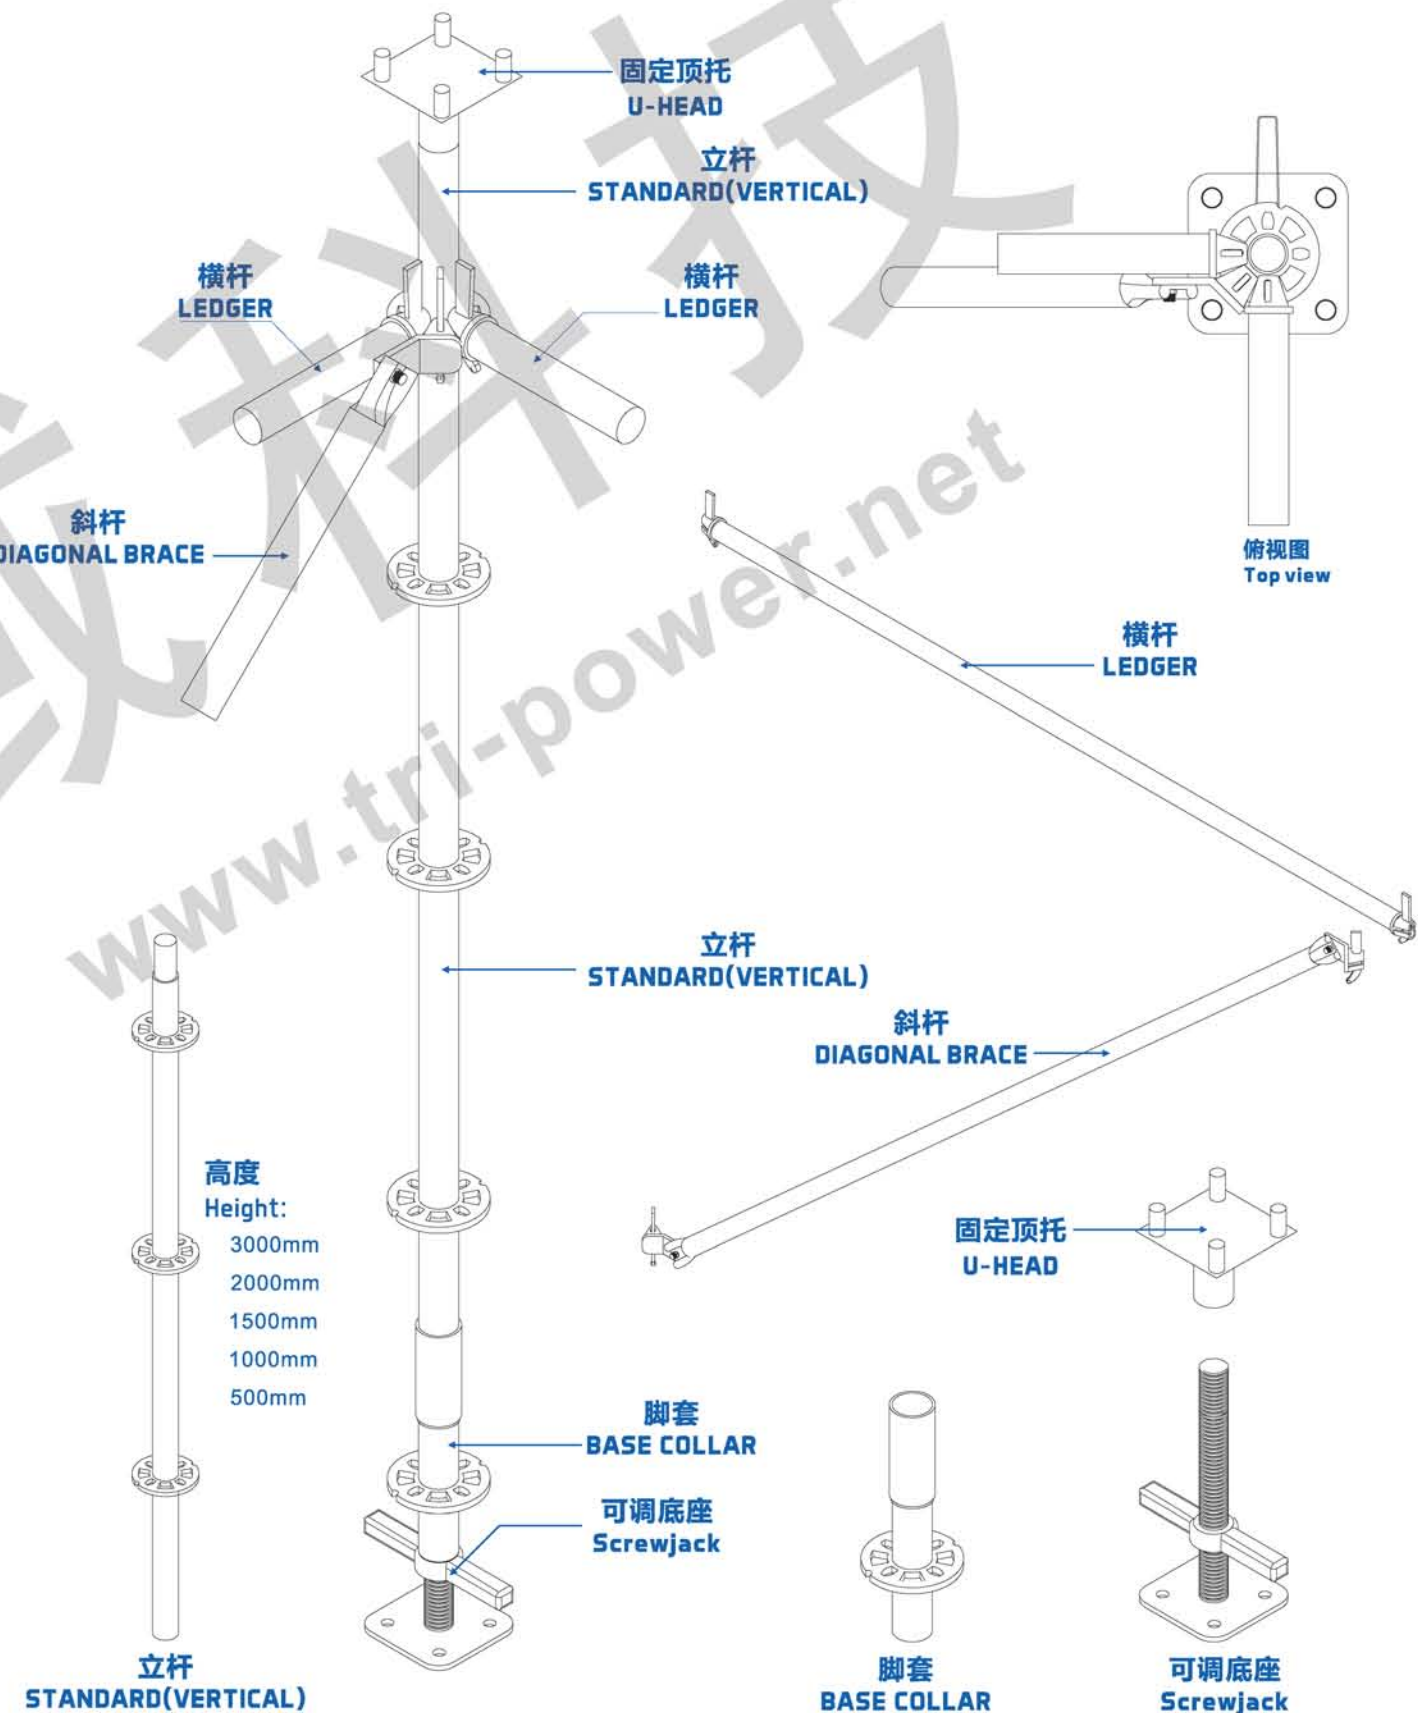 固定顶托
U-HEAD
立杆
STANDARD(VERTICAL)
横杆
LEDGER
横杆
LEDGER
斜杆
DIAGONAL BRACE
俯视图
Top view
横杆
LEDGER
立杆
STANDARD(VERTICAL)
斜杆
DIAGONAL BRACE
高度
Height:
3000mm
2000mm
1500mm
1000mm
500mm
固定顶托
U-HEAD
脚套
BASE COLLAR
可调底座
Screwjack
立杆
STANDARD(VERTICAL)
脚套
BASE COLLAR
可调底座
Screwjack
科技
www.tri-power.net